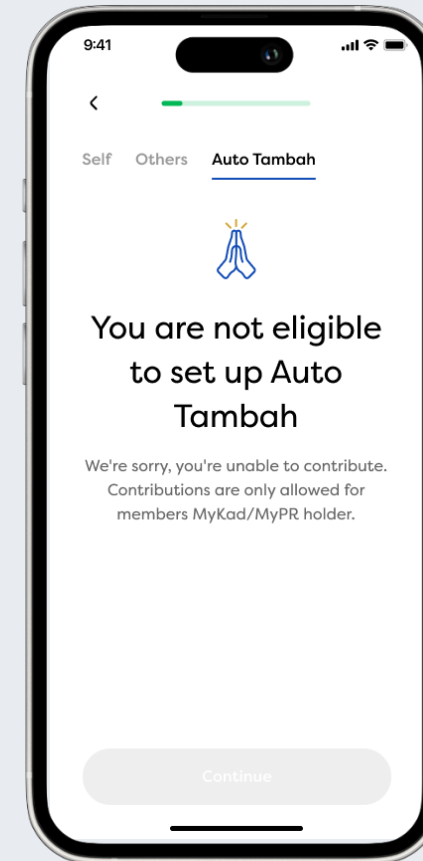 9:41
Self Others Auto Tambah
You are not eligible
to set up Auto
Tambah
We're sorry, you're unable to contribute.
Contributions are only allowed for
members MyKad/MyPR holder.
Continue